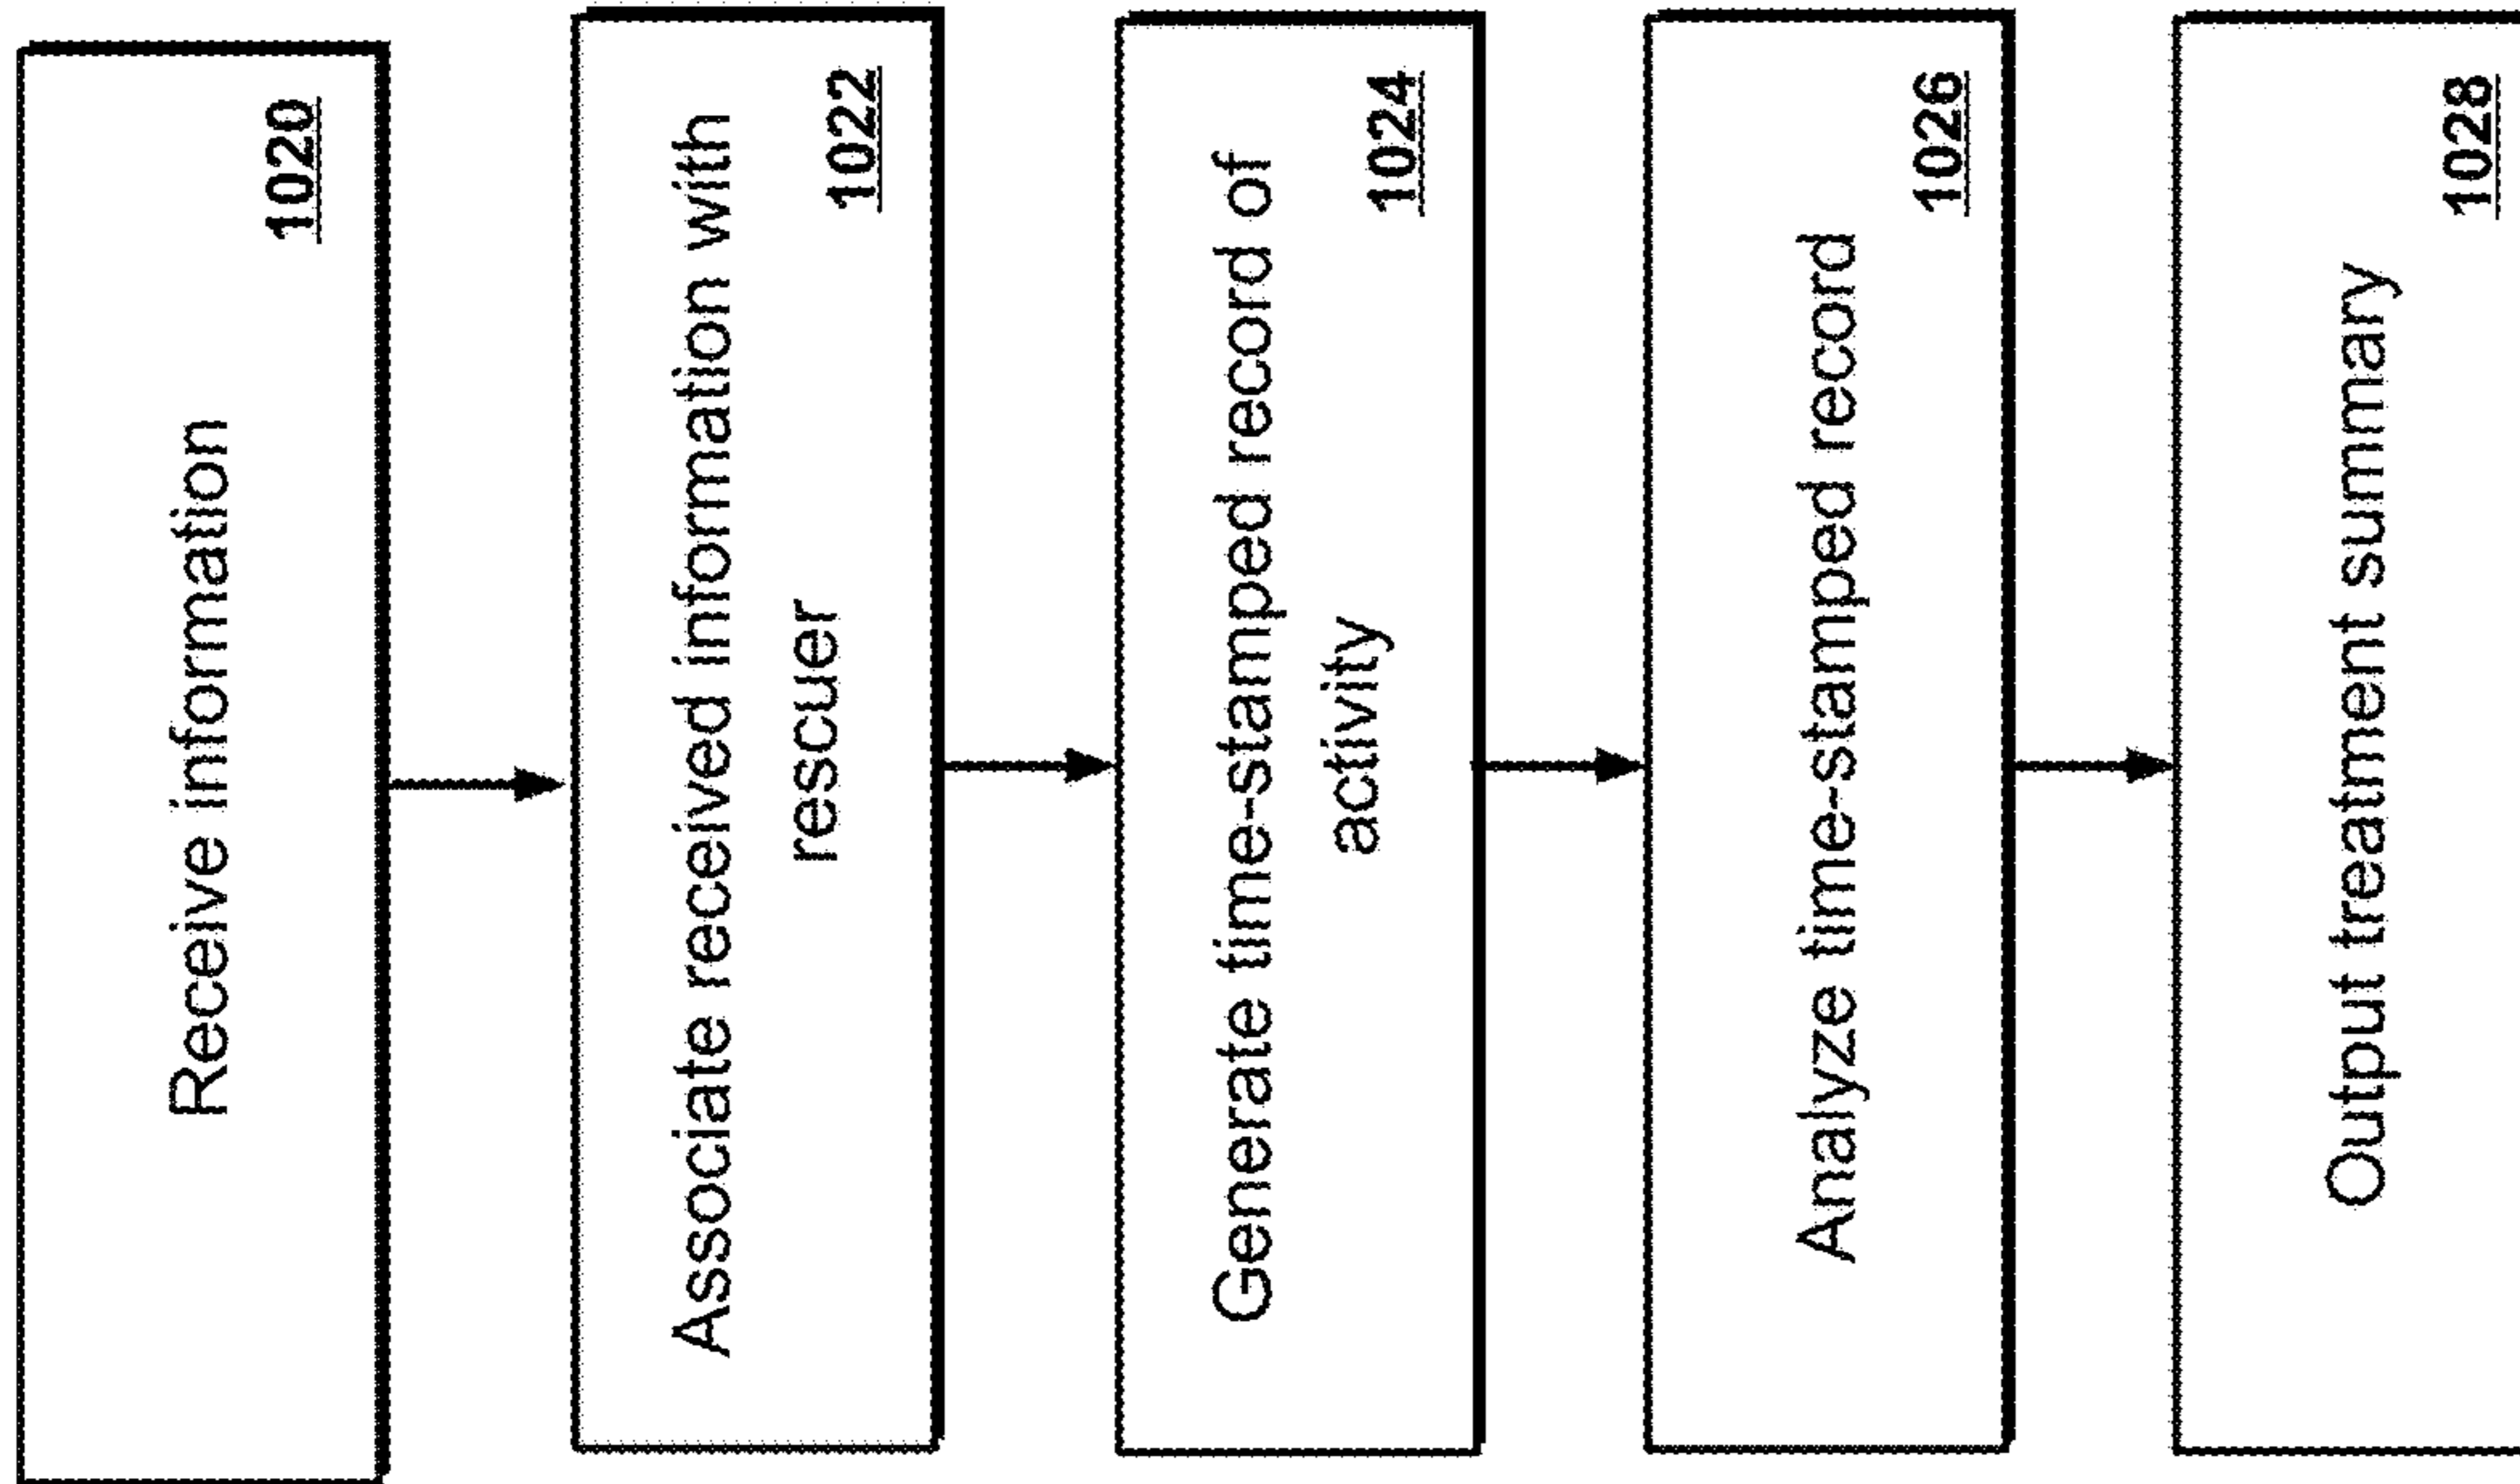 Receive information
1020
Associate received information with
rescuer
1022
Generate time-stamped record of
activity
1024
Analyze time-stamped record
1026
Output treatment summary
1028